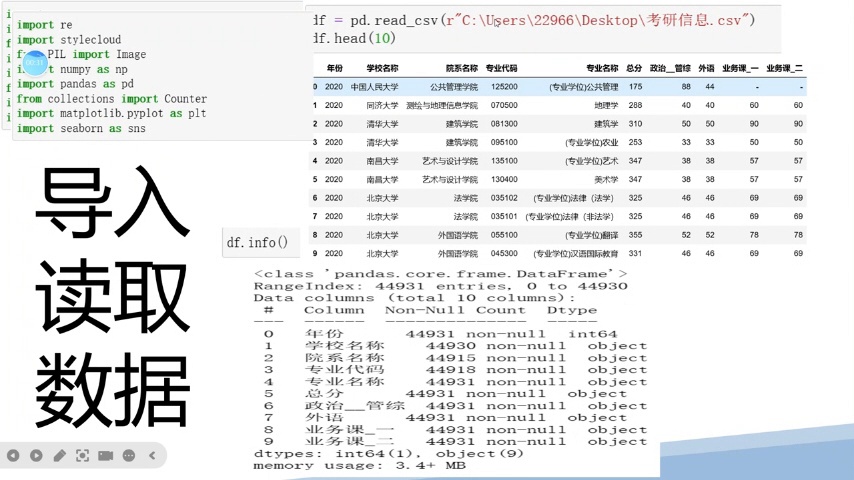 import re
import stylecloud
PIL import Image
numpy as np
import pandas as pd
from collections import Counter
import matplotlib.pyplot as plt
import seaborn as sns
00:31
df = pd.read_csv(r"C:\Users\22966\Desktop\考研信息.csv")
df.head(10)
年份 学校名称 院系名称 专业代码 专业名称 总分 政治__管综 外语 业务课_一 业务课_二
0 2020 中国人民大学 公共管理学院 125200 (专业学位)公共管理 175 88 44 - -
1 2020 同济大学 测绘与地理信息学院 070500 地理学 288 40 40 60 60
2 2020 清华大学 建筑学院 081300 建筑学 310 50 50 90 90
3 2020 清华大学 建筑学院 095100 (专业学位)农业 253 33 33 50 50
4 2020 南昌大学 艺术与设计学院 135100 (专业学位)艺术 347 38 38 57 57
5 2020 南昌大学 艺术与设计学院 130400 美术学 347 38 38 57 57
6 2020 北京大学 法学院 035102 (专业学位)法律（法学） 325 46 46 69 69
7 2020 北京大学 法学院 035101 (专业学位)法律（非法学） 325 46 46 69 69
8 2020 北京大学 外国语学院 055100 (专业学位)翻译 355 52 52 78 78
9 2020 北京大学 外国语学院 045300 (专业学位)汉语国际教育 331 46 46 69 69
导入
读取
数据
df.info()
<class 'pandas.core.frame.DataFrame'>
RangeIndex: 44931 entries, 0 to 44930
Data columns (total 10 columns):
# Column Non-Null Count Dtype
--- ------ -------------- -----
0 年份 44931 non-null int64
1 学校名称 44930 non-null object
2 院系名称 44915 non-null object
3 专业代码 44918 non-null object
4 专业名称 44931 non-null object
5 总分 44931 non-null object
6 政治__管综 44931 non-null object
7 外语 44931 non-null object
8 业务课_一 44931 non-null object
9 业务课_二 44931 non-null object
dtypes: int64(1), object(9)
memory usage: 3.4+ MB